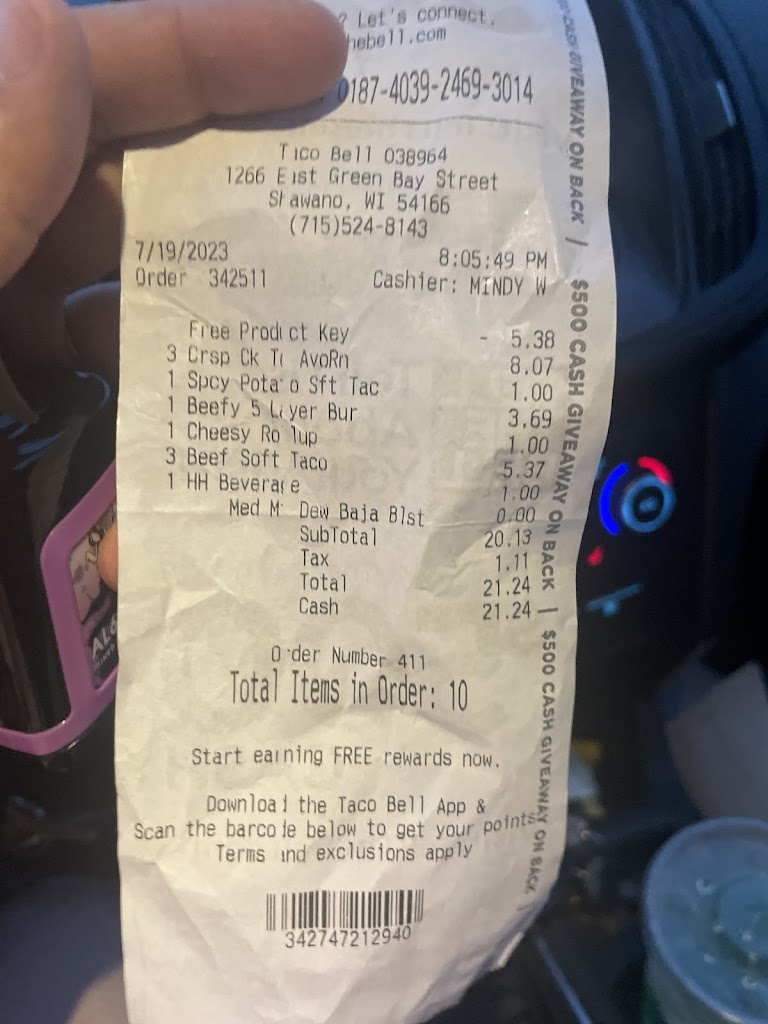 ? Let's connect,
hebell.com
0187-4039-2469-3014
Taco Bell 038964
1266 East Green Bay Street
Shawano, WI 54166
(715)524-8143
7/19/2023 8:05:49 PM
Order 342511 Cashier: MINDY W
Free Product Key - 5.38
3 Crsp Ck Tc AvoRn 8.07
1 Spcy Potato Sft Tac 1.00
1 Beefy 5 Layer Bur 3.69
1 Cheesy Rollup 1.00
3 Beef Soft Taco 5.37
1 HH Beverage 1.00
Med Mt Dew Baja Blst 0.00
SubTotal 20.13
Tax 1.11
Total 21.24
Cash 21.24
Order Number 411
Total Items in Order: 10
Start earning FREE rewards now.
Download the Taco Bell App &
Scan the barcode below to get your points
Terms and exclusions apply
342747212940
CASH GIVEAWAY ON BACK | $500 CASH GIVEAWAY ON BACK | $500 CASH GIVEAWAY ON BACK